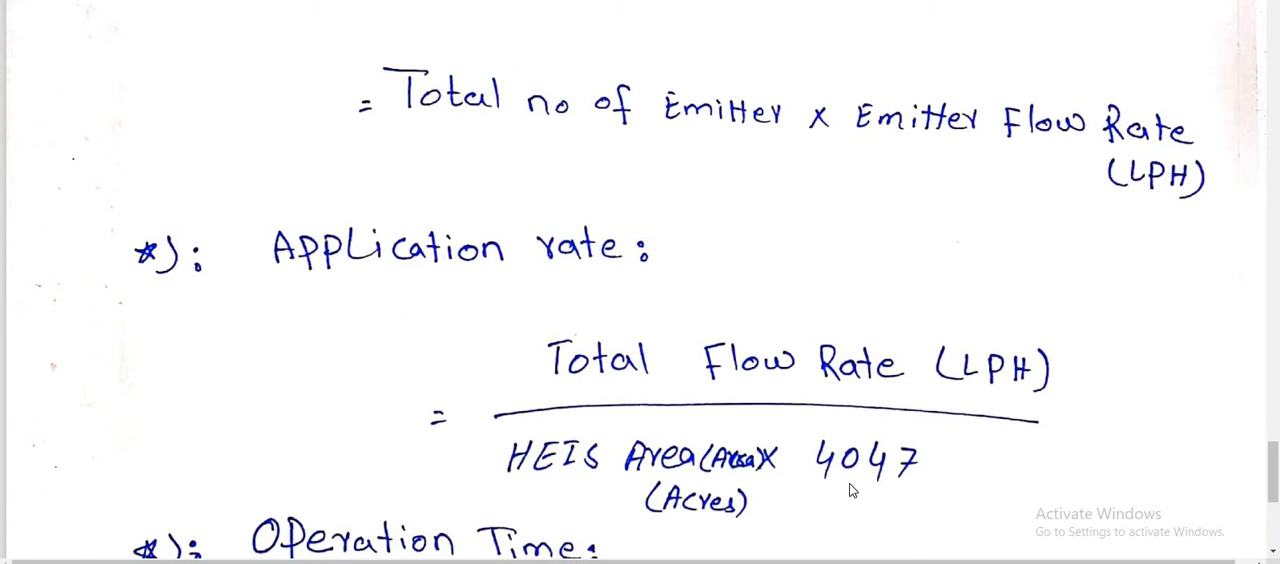 = Total no of Emitter x Emitter Flow Rate
(LPH)
*): Application rate:
Total Flow Rate (LPH)
=
HEIS Area x 4047
(Acres)
*): Operation Time:
Activate Windows
Go to Settings to activate Windows.